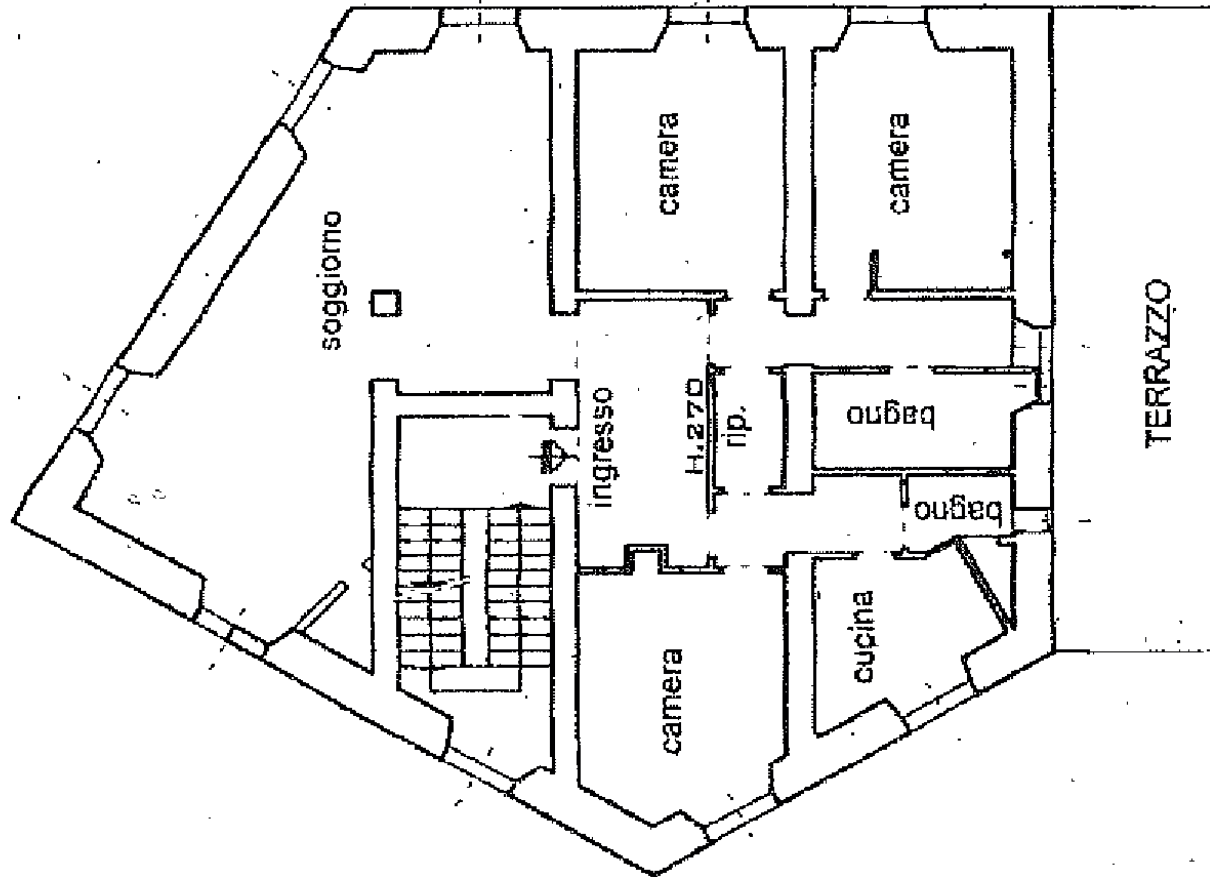 soggiorno
camera
camera
ingresso
H.270
rip.
bagno
bagno
camera
cucina
TERRAZZO